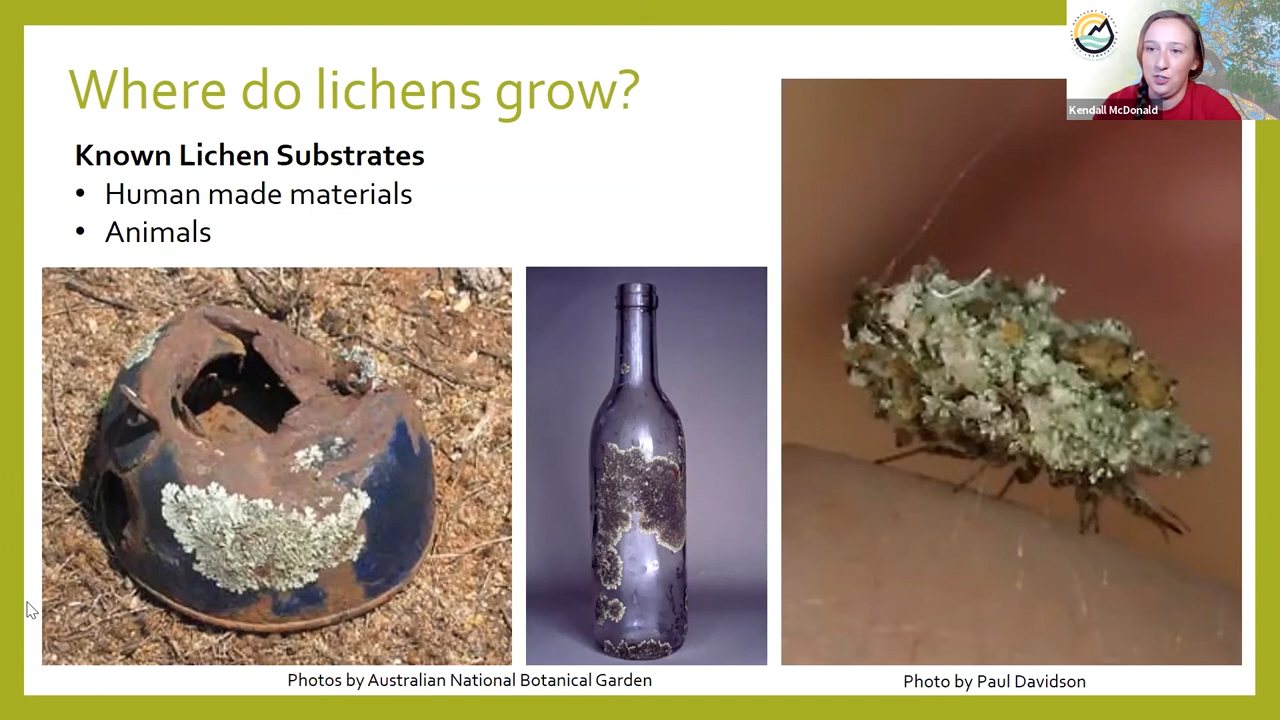 Where do lichens grow?
Known Lichen Substrates
• Human made materials
• Animals
Photos by Australian National Botanical Garden
Photo by Paul Davidson
Kendall McDonald